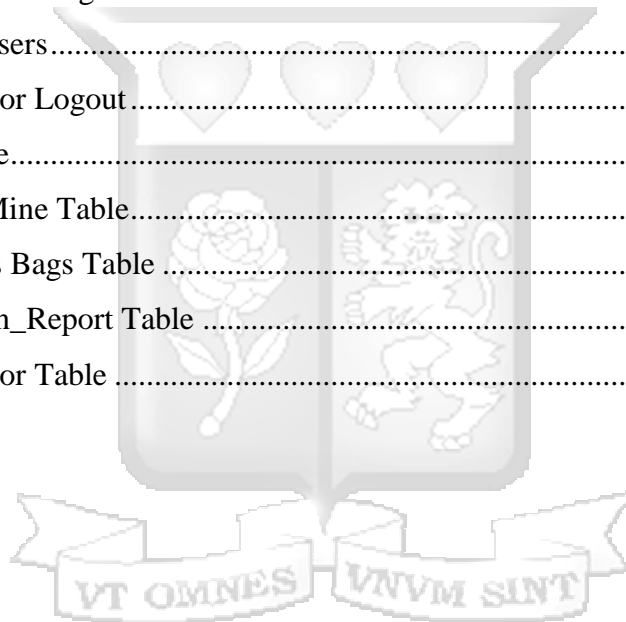 sers
or Logout
e
Mine Table
s Bags Table
n_Report Table
or Table
VT OMNES VNVM SINT